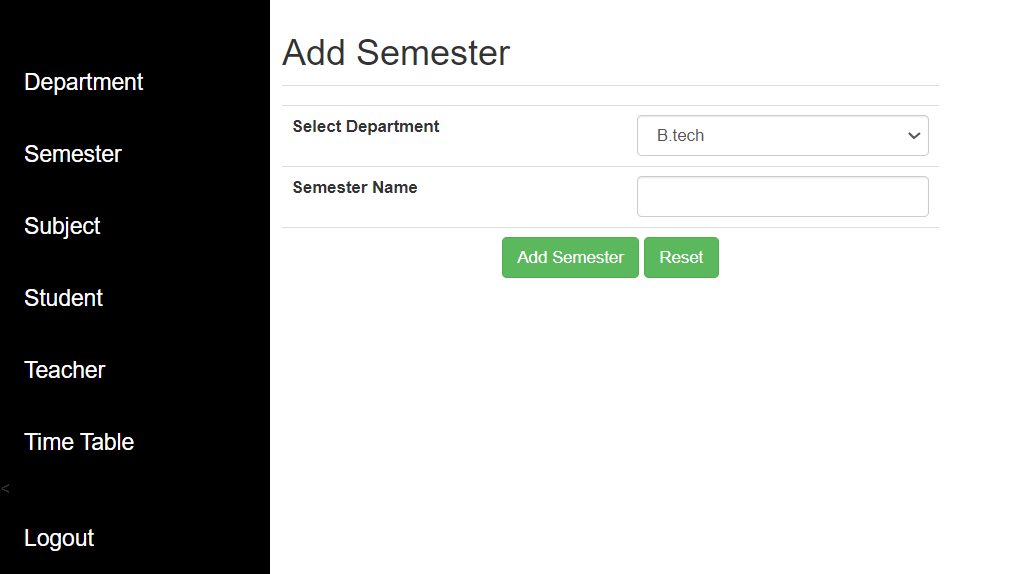 Department
Semester
Subject
Student
Teacher
Time Table
<
Logout
Add Semester
Select Department
B.tech
Semester Name
Add Semester
Reset